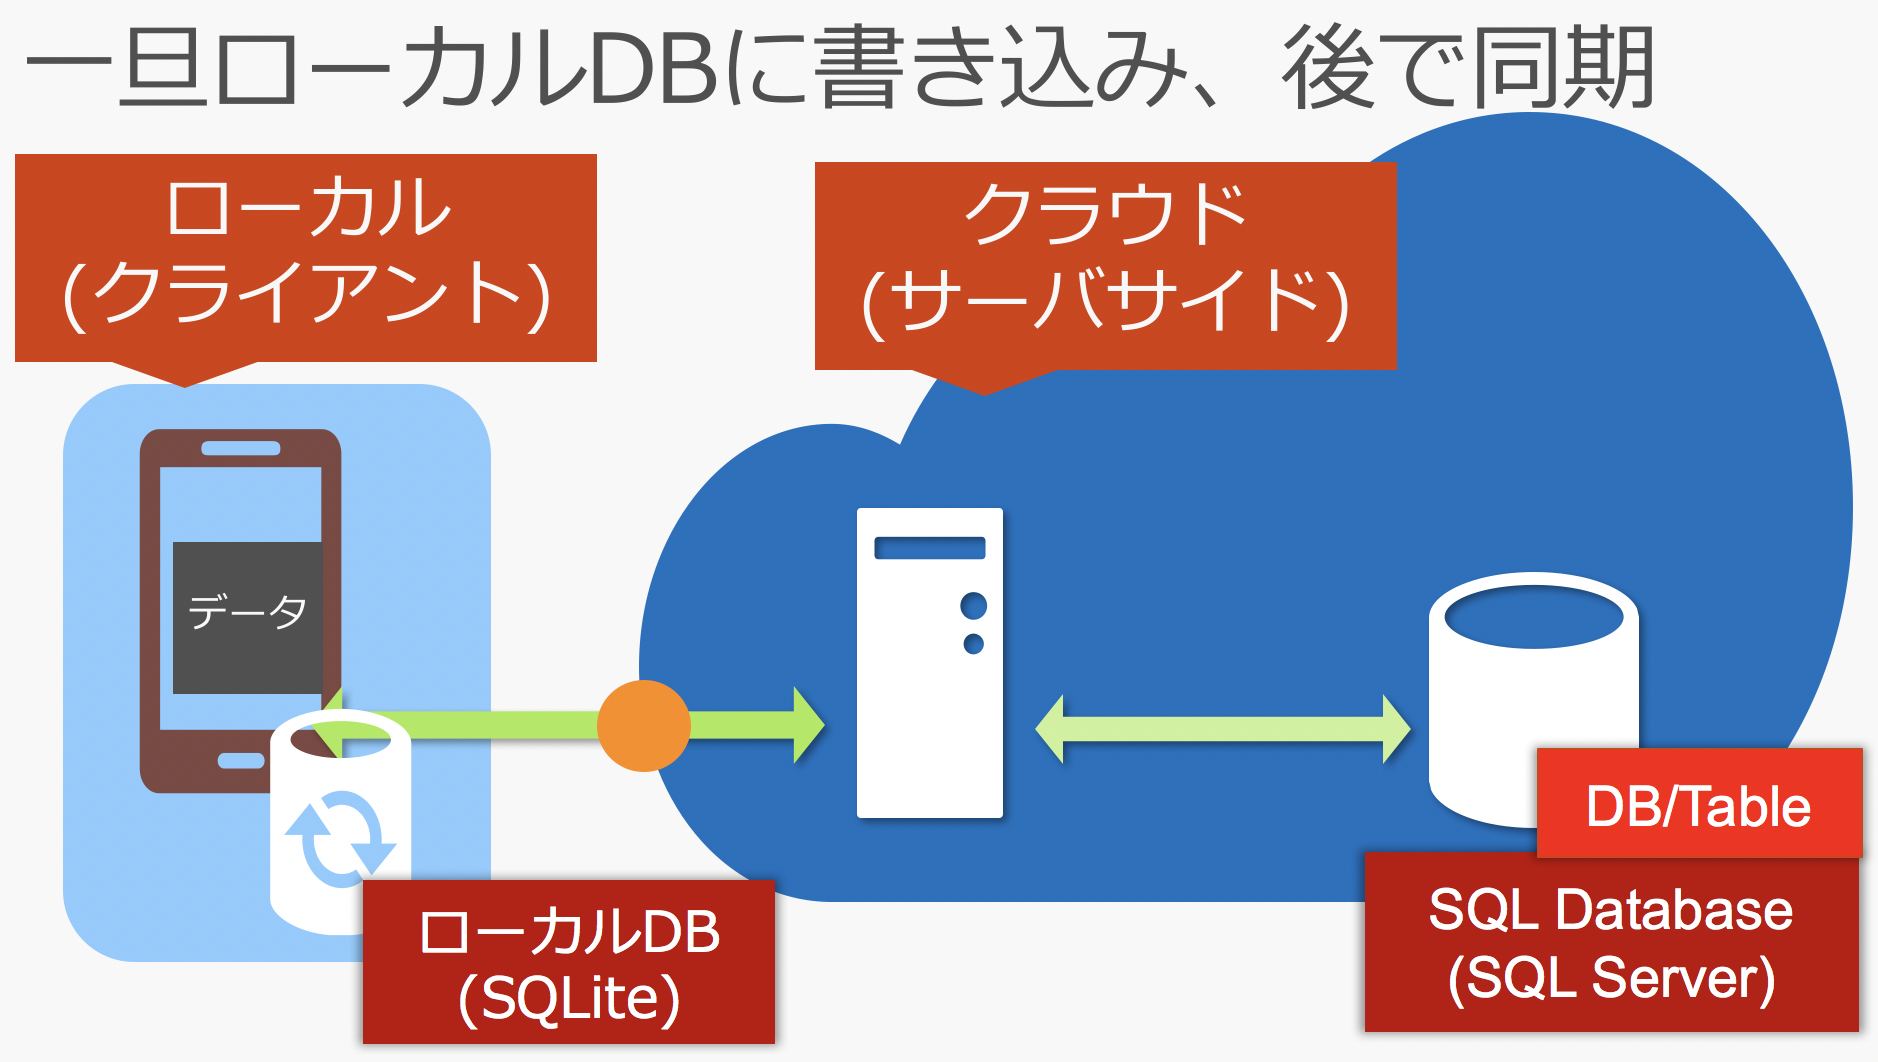 一旦ローカルDBに書き込み、後で同期
ローカル
(クライアント)
クラウド
(サーバサイド)
データ
DB/Table
ローカルDB
(SQLite)
SQL Database
(SQL Server)